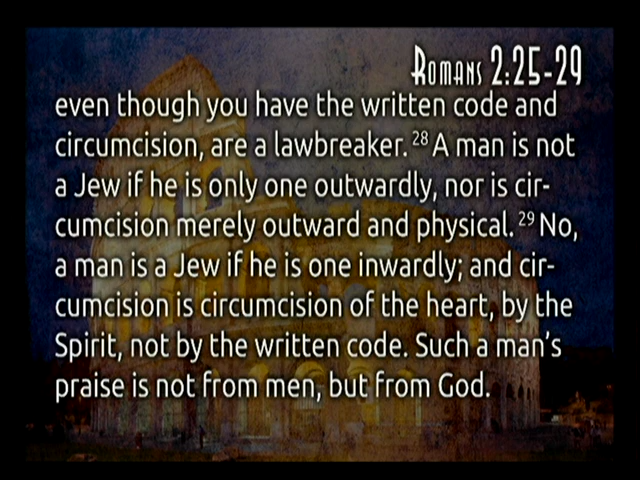 Romans 2:25-29
even though you have the written code and
circumcision, are a lawbreaker. 28 A man is not
a Jew if he is only one outwardly, nor is cir-
cumcision merely outward and physical. 29 No,
a man is a Jew if he is one inwardly; and cir-
cumcision is circumcision of the heart, by the
Spirit, not by the written code. Such a man’s
praise is not from men, but from God.